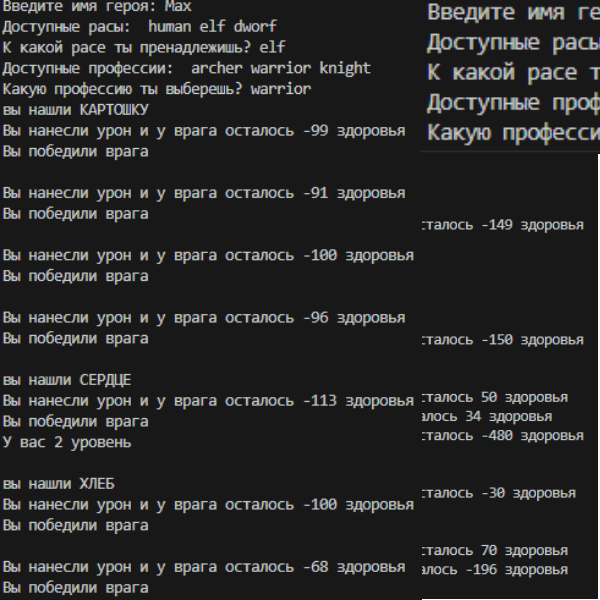 Введите имя героя: Max
Доступные расы:  human elf dworf
К какой расе ты пренадлежишь? elf
Доступные профессии:  archer warrior knight
Какую профессию ты выберешь? warrior
вы нашли КАРТОШКУ
Вы нанесли урон и у врага осталось -99 здоровья
Вы победили врага
Вы нанесли урон и у врага осталось -91 здоровья
Вы победили врага
Вы нанесли урон и у врага осталось -100 здоровья
Вы победили врага
Вы нанесли урон и у врага осталось -96 здоровья
Вы победили врага
вы нашли СЕРДЦЕ
Вы нанесли урон и у врага осталось -113 здоровья
Вы победили врага
У вас 2 уровень
вы нашли ХЛЕБ
Вы нанесли урон и у врага осталось -100 здоровья
Вы победили врага
Вы нанесли урон и у врага осталось -68 здоровья
Вы победили врага
Введите имя ге
Доступные расы
К какой расе т
Доступные проф
Какую професси
сталось -149 здоровья
сталось -150 здоровья
сталось 50 здоровья
алось 34 здоровья
сталось -480 здоровья
сталось -30 здоровья
сталось 70 здоровья
алось -196 здоровья